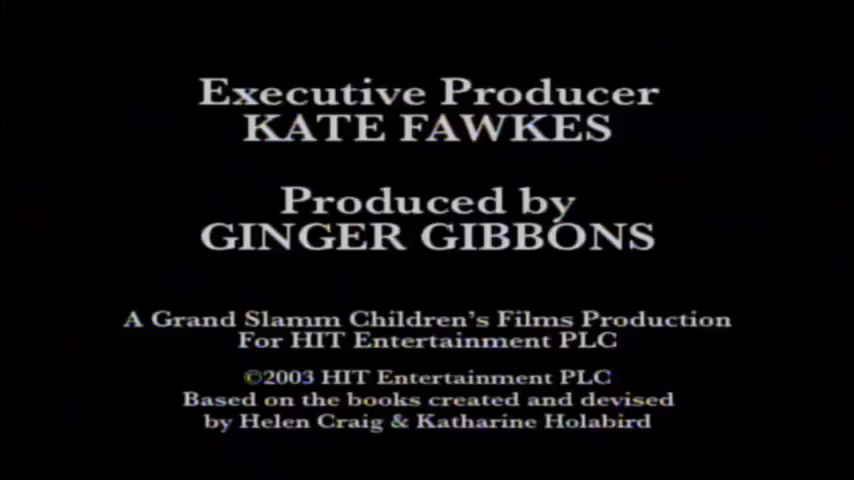 Executive Producer
KATE FAWKES
Produced by
GINGER GIBBONS
A Grand Slamm Children's Films Production
For HIT Entertainment PLC
©2003 HIT Entertainment PLC
Based on the books created and devised
by Helen Craig & Katharine Holabird